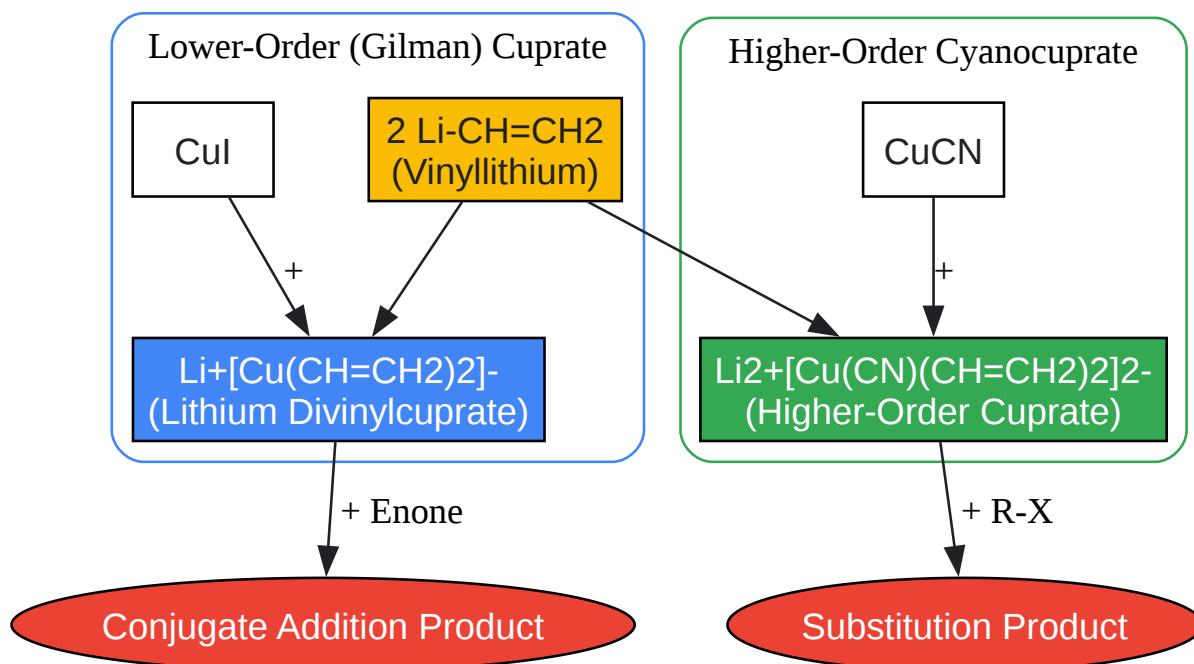 Lower-Order (Gilman) Cuprate
CuI
2 Li-CH=CH2
(Vinyllithium)
+
Li+[Cu(CH=CH2)2]-
(Lithium Divinylcuprate)
+ Enone
Conjugate Addition Product
Higher-Order Cyanocuprate
CuCN
+
Li2+[Cu(CN)(CH=CH2)2]2-
(Higher-Order Cuprate)
+ R-X
Substitution Product